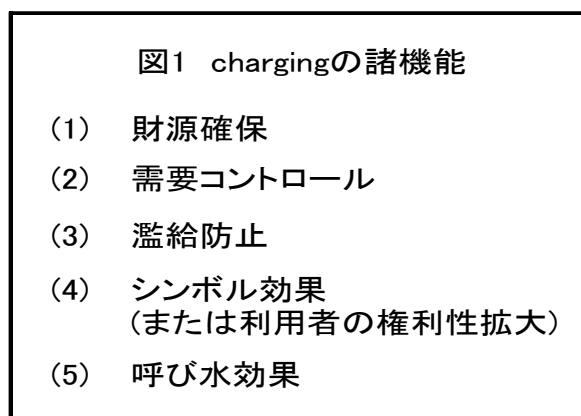 図1 chargingの諸機能
(1) 財源確保
(2) 需要コントロール
(3) 濫給防止
(4) シンボル効果
(または利用者の権利性拡大)
(5) 呼び水効果